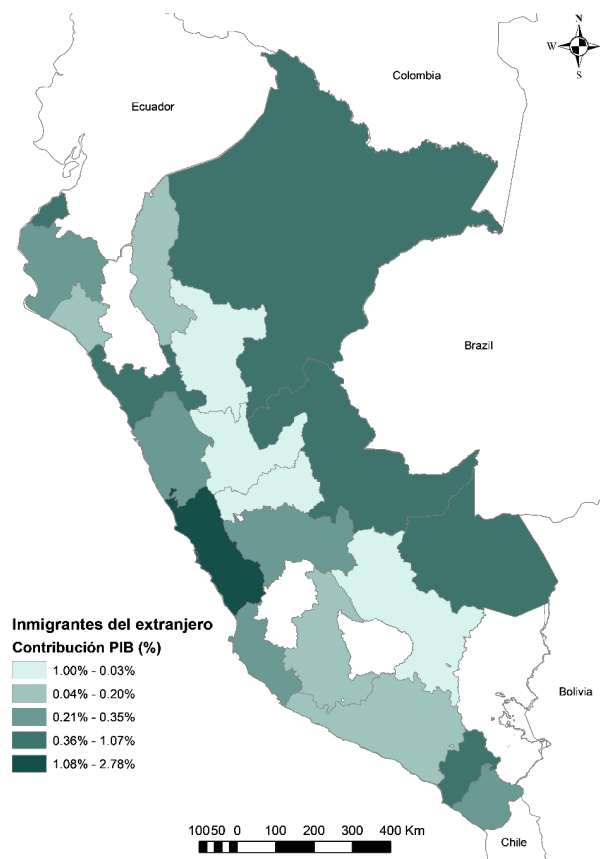 N
W E
S
Colombia
Ecuador
Brazil
Inmigrantes del extranjero
Contribución PIB (%)
1.00% - 0.03%
0.04% - 0.20%
0.21% - 0.35%
0.36% - 1.07%
1.08% - 2.78%
Bolivia
10050 0 100 200 300 400 Km
Chile